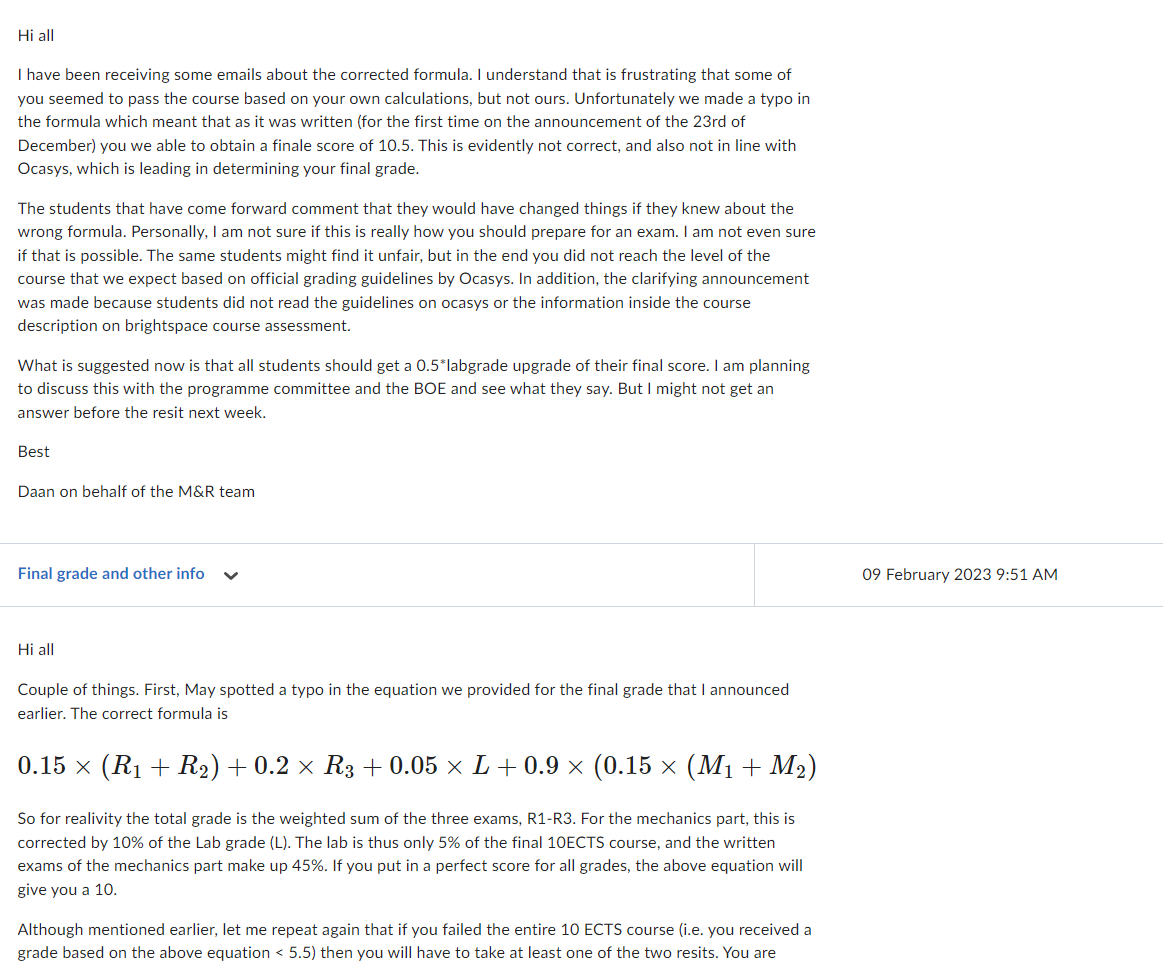 Hi all
I have been receiving some emails about the corrected formula. I understand that is frustrating that some of
you seemed to pass the course based on your own calculations, but not ours. Unfortunately we made a typo in
the formula which meant that as it was written (for the first time on the announcement of the 23rd of
December) you we able to obtain a finale score of 10.5. This is evidently not correct, and also not in line with
Ocasys, which is leading in determining your final grade.
The students that have come forward comment that they would have changed things if they knew about the
wrong formula. Personally, I am not sure if this is really how you should prepare for an exam. I am not even sure
if that is possible. The same students might find it unfair, but in the end you did not reach the level of the
course that we expect based on official grading guidelines by Ocasys. In addition, the clarifying announcement
was made because students did not read the guidelines on ocasys or the information inside the course
description on brightspace course assessment.
What is suggested now is that all students should get a 0.5*labgrade upgrade of their final score. I am planning
to discuss this with the programme committee and the BOE and see what they say. But I might not get an
answer before the resit next week.
Best
Daan on behalf of the M&R team
Final grade and other info
09 February 2023 9:51 AM
Hi all
Couple of things. First, May spotted a typo in the equation we provided for the final grade that I announced
earlier. The correct formula is
0.15 × (R₁ + R₂) + 0.2 × R₃ + 0.05 × L + 0.9 × (0.15 × (M₁ + M₂)
So for realivity the total grade is the weighted sum of the three exams, R1-R3. For the mechanics part, this is
corrected by 10% of the Lab grade (L). The lab is thus only 5% of the final 10ECTS course, and the written
exams of the mechanics part make up 45%. If you put in a perfect score for all grades, the above equation will
give you a 10.
Although mentioned earlier, let me repeat again that if you failed the entire 10 ECTS course (i.e. you received a
grade based on the above equation < 5.5) then you will have to take at least one of the two resits. You are